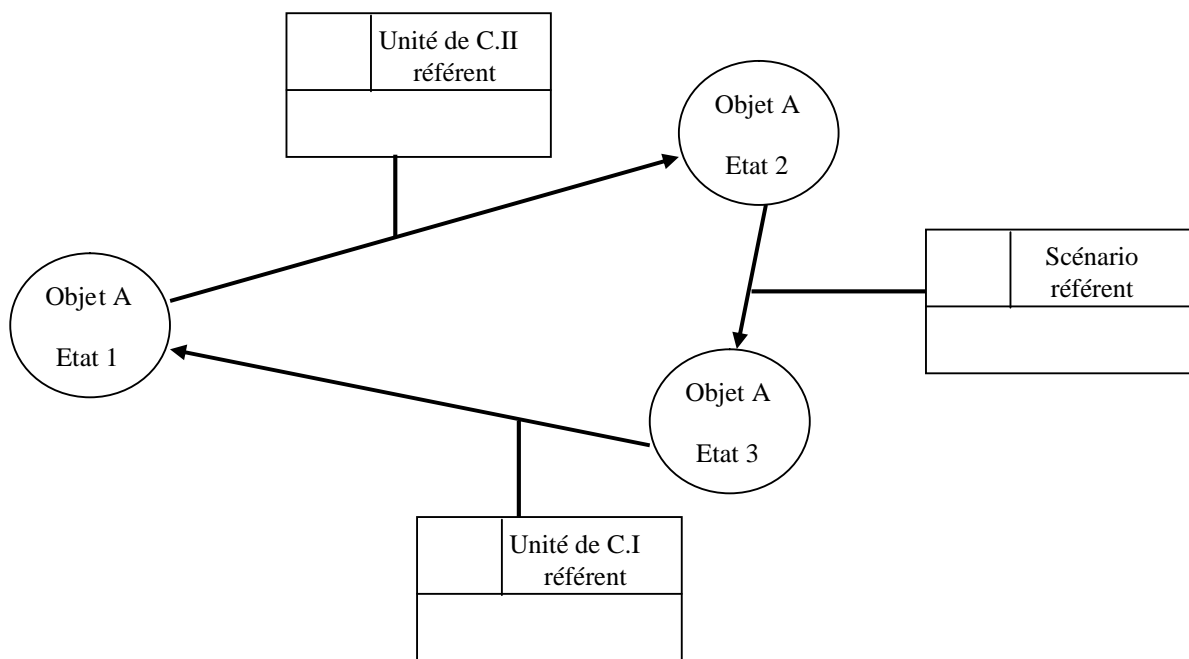 Unité de C.II
référent
Objet A
Etat 2
Scénario
référent
Objet A
Etat 1
Objet A
Etat 3
Unité de C.I
référent